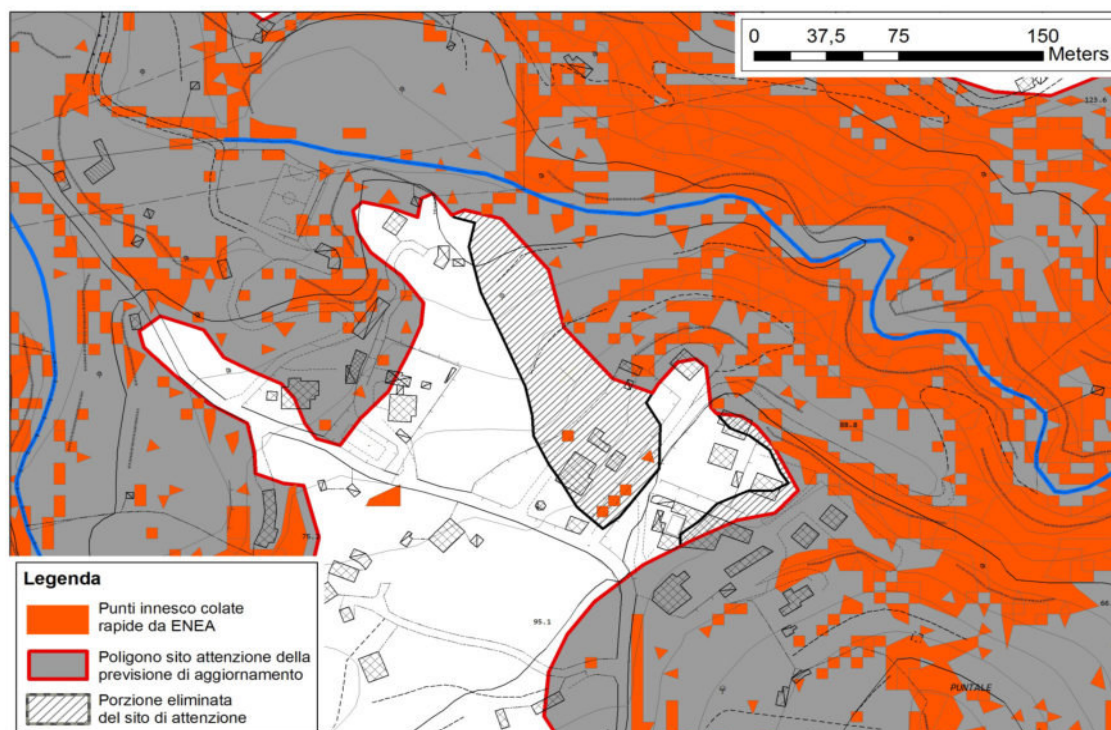 0 37,5 75 150
Meters
123.6
88.8
95.1
PUNTALE
Legenda
Punti innesco colate
rapide da ENEA
Poligono sito attenzione della
previsione di aggiornamento
Porzione eliminata
del sito di attenzione